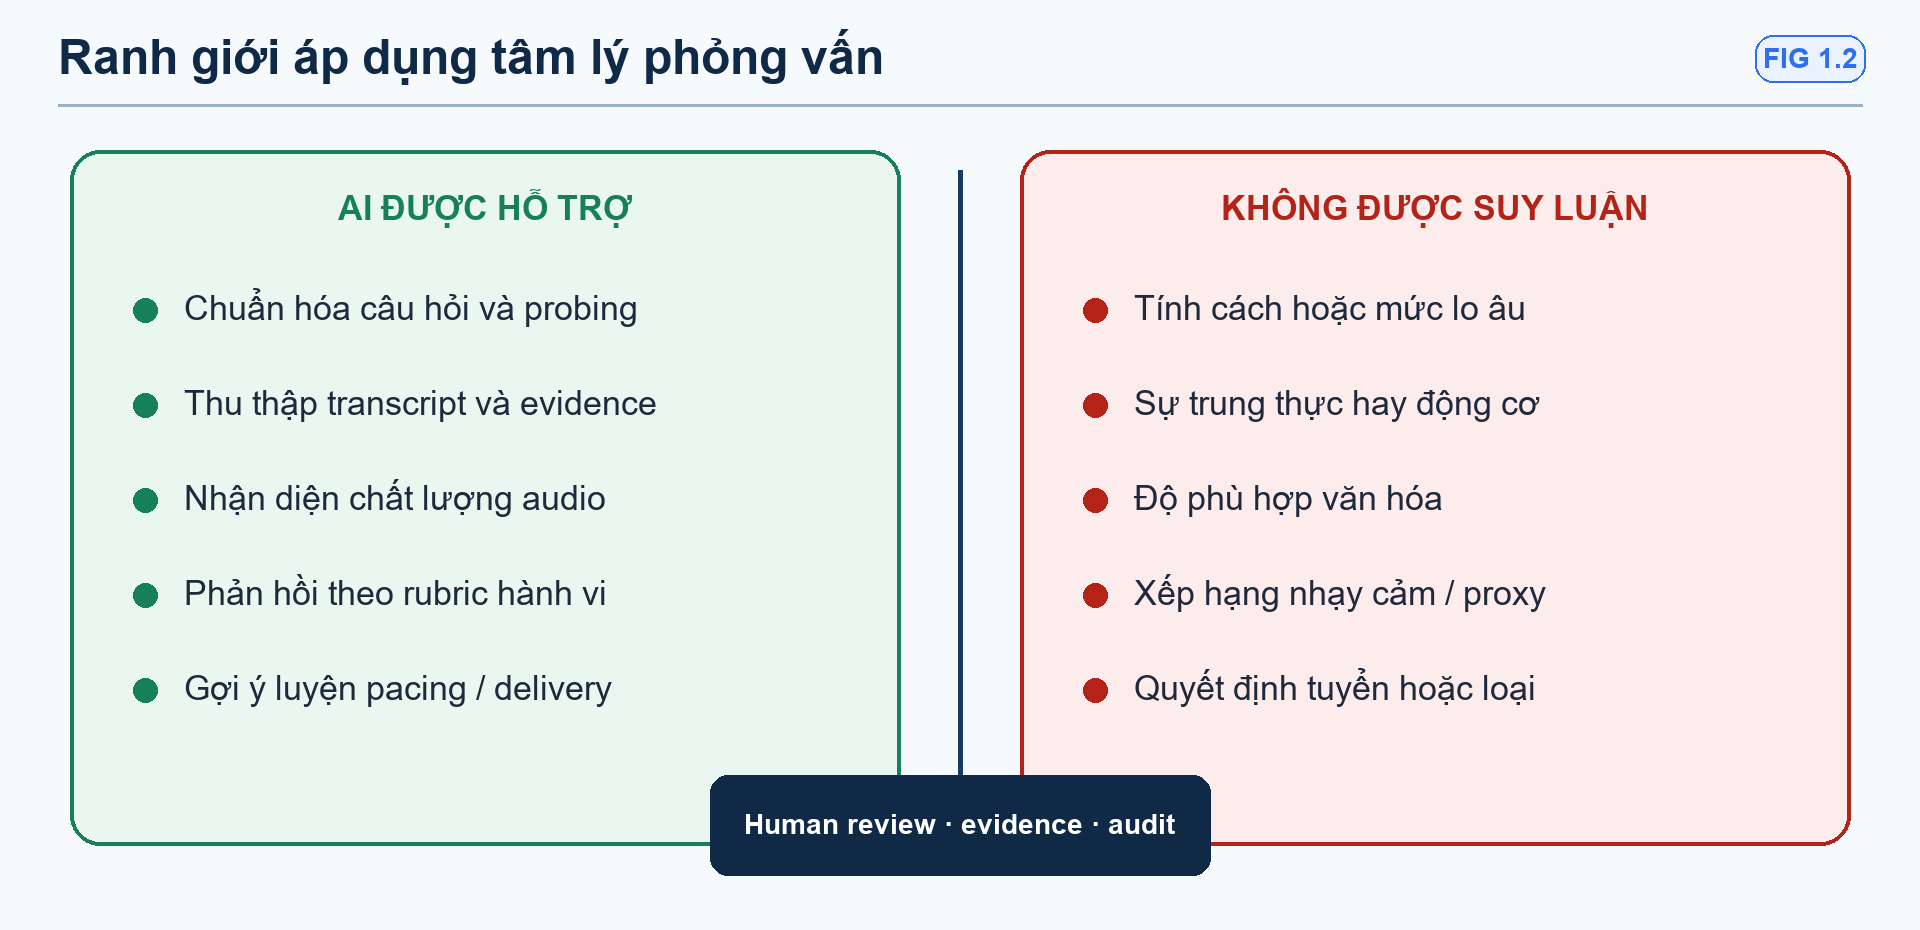 Ranh giới áp dụng tâm lý phỏng vấn
FIG 1.2
AI ĐƯỢC HỖ TRỢ
Chuẩn hóa câu hỏi và probing
Thu thập transcript và evidence
Nhận diện chất lượng audio
Phản hồi theo rubric hành vi
Gợi ý luyện pacing / delivery
KHÔNG ĐƯỢC SUY LUẬN
Tính cách hoặc mức lo âu
Sự trung thực hay động cơ
Độ phù hợp văn hóa
Xếp hạng nhạy cảm / proxy
Quyết định tuyển hoặc loại
Human review · evidence · audit